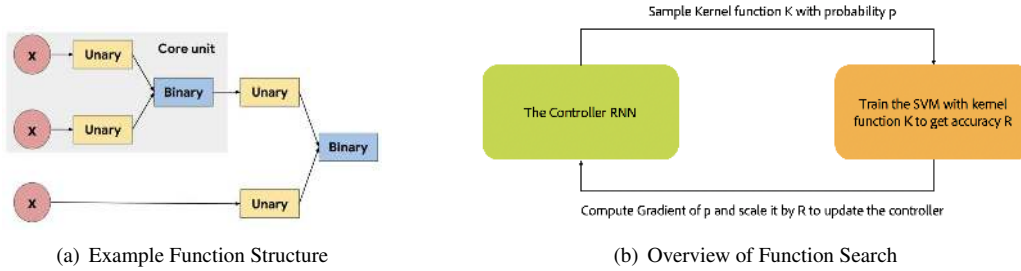 x
Unary
Core unit
Binary
Unary
x
Unary
Binary
x
Unary
(a) Example Function Structure
Sample Kernel function K with probability p
The Controller RNN
Train the SVM with kernel
function K to get accuracy R
Compute Gradient of p and scale it by R to update the controller
(b) Overview of Function Search